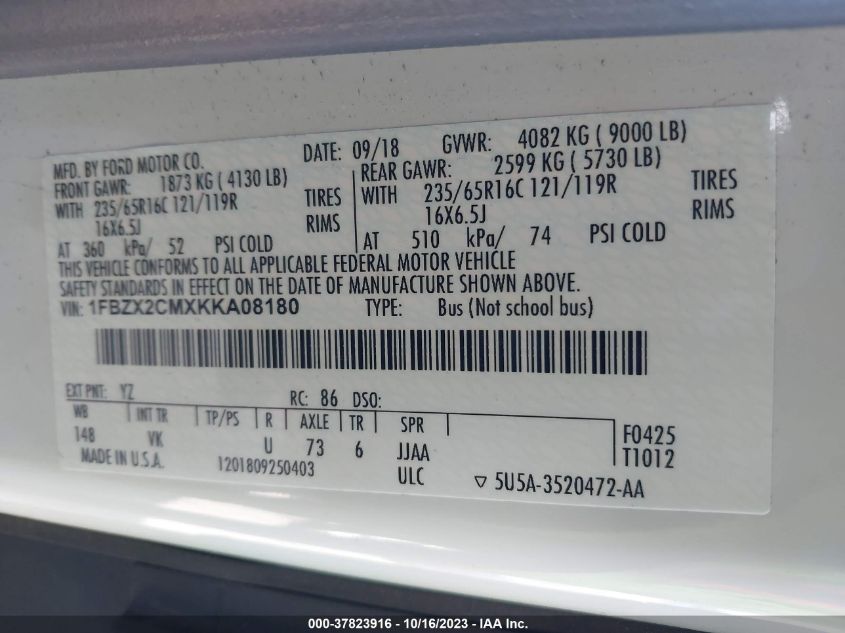 MFD. BY FORD MOTOR CO. DATE: 09/18 GVWR: 4082 KG ( 9000 LB)
FRONT GAWR: 1873 KG ( 4130 LB) REAR GAWR: 2599 KG ( 5730 LB)
WITH 235/65R16C 121/119R TIRES WITH 235/65R16C 121/119R TIRES
16X6.5J RIMS 16X6.5J RIMS
AT 360 kPa/ 52 PSI COLD AT 510 kPa/ 74 PSI COLD
THIS VEHICLE CONFORMS TO ALL APPLICABLE FEDERAL MOTOR VEHICLE
SAFETY STANDARDS IN EFFECT ON THE DATE OF MANUFACTURE SHOWN ABOVE.
VIN: 1FBZX2CMXKKA08180 TYPE: Bus (Not school bus)
EXT PNT: YZ RC: 86 DSO:
WB INT TR TP/PS R AXLE TR SPR
148 VK U 73 6 JJAA F0425
T1012
MADE IN U.S.A. 1201809250403 ULC ▽ 5U5A-3520472-AA
000-37823916 - 10/16/2023 - IAA Inc.